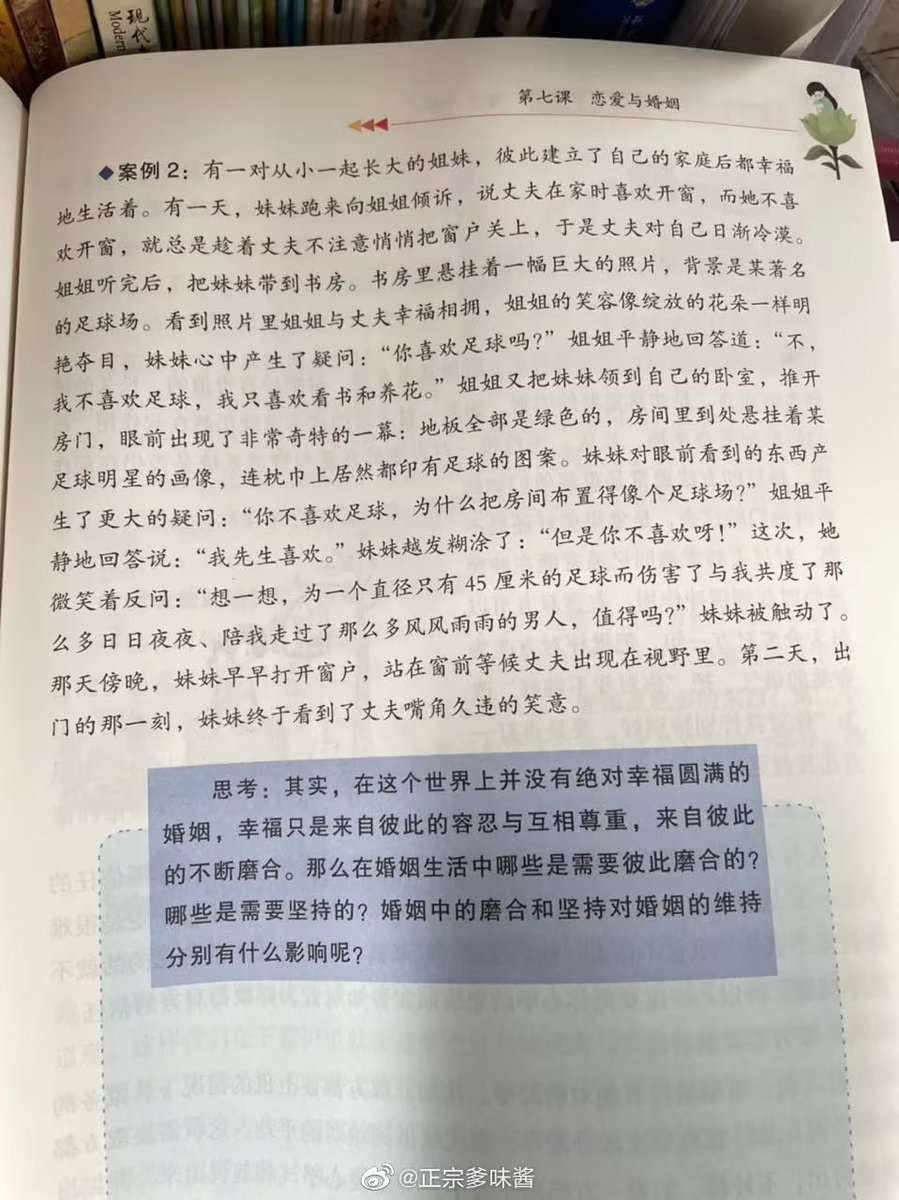 现代
Modern
第七课 恋爱与婚姻
◆案例2：有一对从小一起长大的姐妹，彼此建立了自己的家庭后都幸福
地生活着。有一天，妹妹跑来向姐姐倾诉，说丈夫在家时喜欢开窗，而她不喜
欢开窗，就总是趁着丈夫不注意悄悄把窗户关上，于是丈夫对自己日渐冷漠。
姐姐听完后，把妹妹带到书房。书房里悬挂着一幅巨大的照片，背景是某著名
的足球场。看到照片里姐姐与丈夫幸福相拥，姐姐的笑容像绽放的花朵一样明
艳夺目，妹妹心中产生了疑问：“你喜欢足球吗？”姐姐平静地回答道：“不，
我不喜欢足球，我只喜欢看书和养花。”姐姐又把妹妹领到自己的卧室，推开
房门，眼前出现了非常奇特的一幕：地板全部是绿色的，房间里到处悬挂着某
足球明星的画像，连枕巾上居然都印有足球的图案。妹妹对眼前看到的东西产
生了更大的疑问：“你不喜欢足球，为什么把房间布置得像个足球场？”姐姐平
静地回答说：“我先生喜欢。”妹妹越发糊涂了：“但是你不喜欢呀！”这次，她
微笑着反问：“想一想，为一个直径只有45厘米的足球而伤害了与我共度了那
么多日日夜夜、陪我走过了那么多风风雨雨的男人，值得吗？”妹妹被触动了。
那天傍晚，妹妹早早打开窗户，站在窗前等候丈夫出现在视野里。第二天，出
门的那一刻，妹妹终于看到了丈夫嘴角久违的笑意。
思考：其实，在这个世界上并没有绝对幸福圆满的
婚姻，幸福只是来自彼此的容忍与互相尊重，来自彼此
的不断磨合。那么在婚姻生活中哪些是需要彼此磨合的？
哪些是需要坚持的？婚姻中的磨合和坚持对婚姻的维持
分别有什么影响呢？
@正宗爹味酱